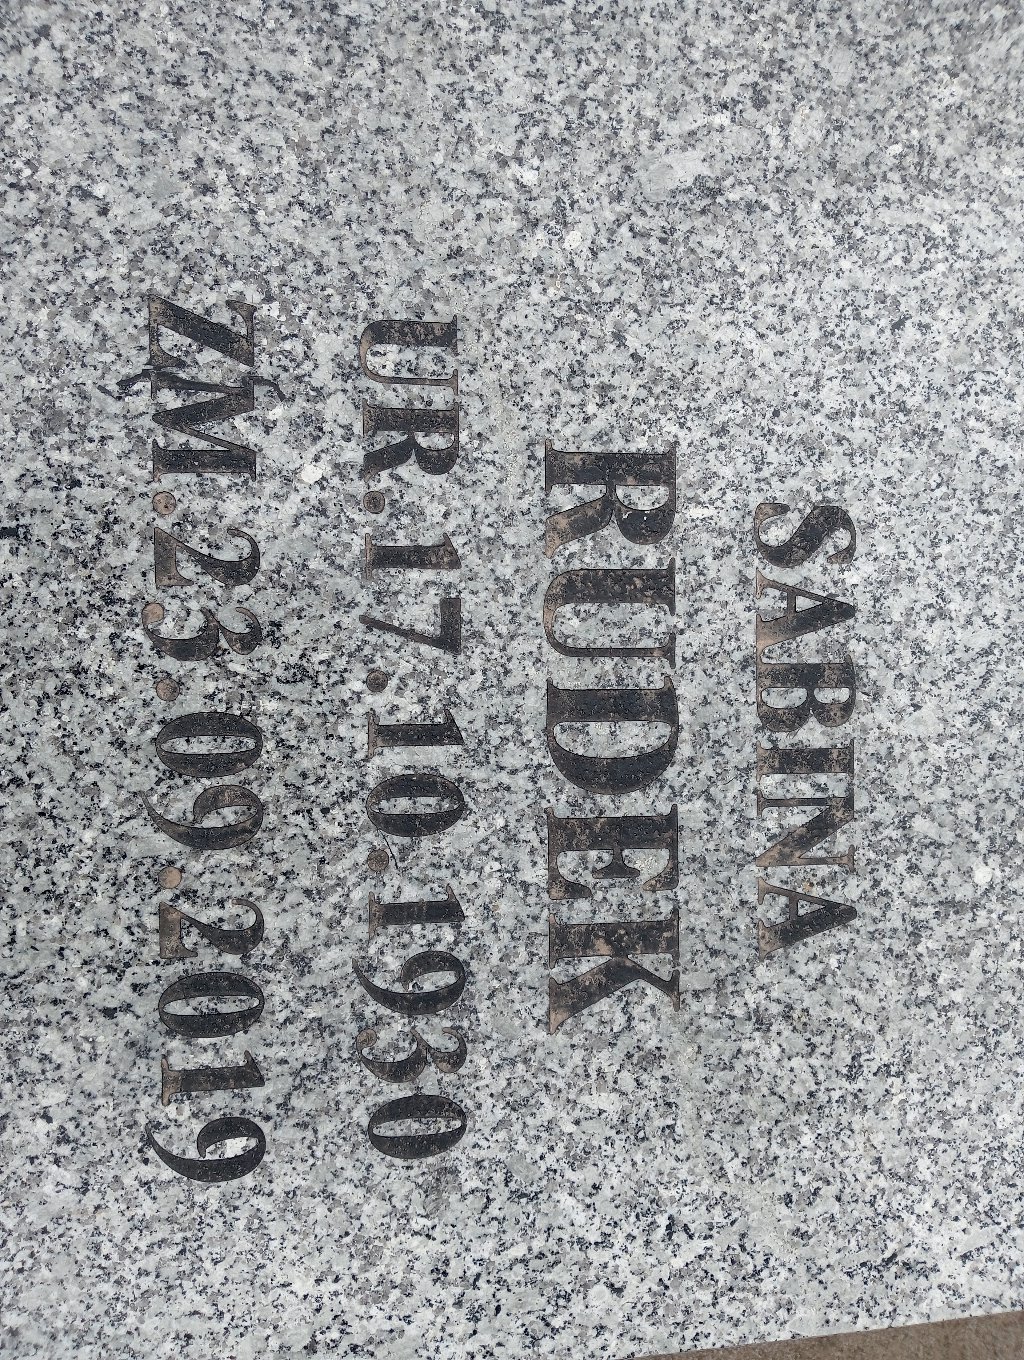 SABINA
RUDEK
UR.17.10.1930
ZM.23.09.2019